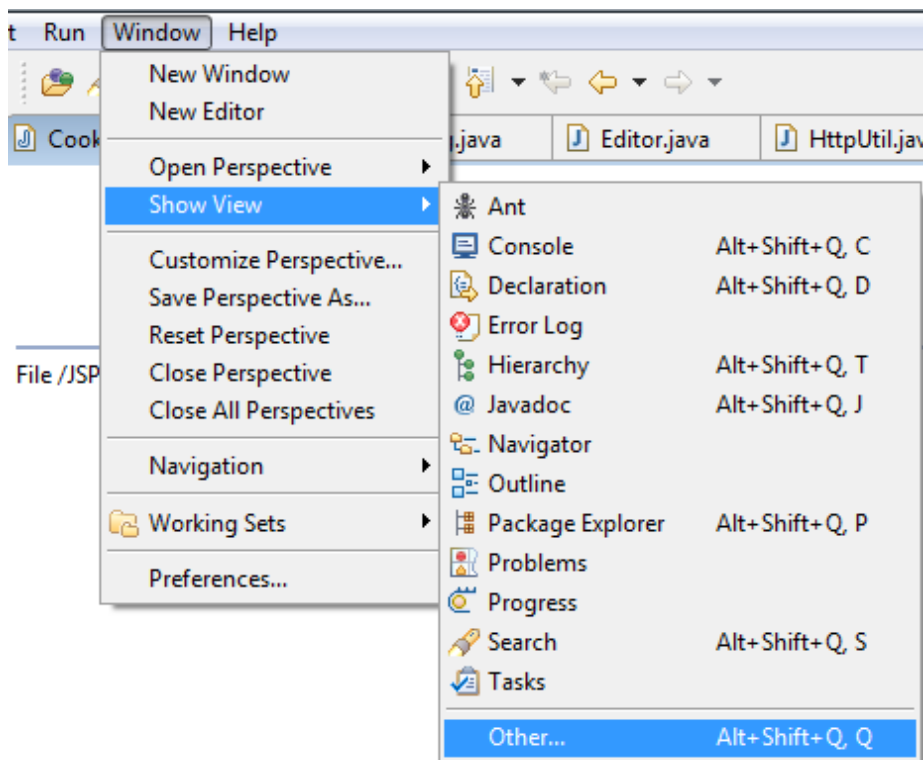 t Run Window Help
New Window
New Editor
Cook
g.java
Editor.java
HttpUtil.jav
Open Perspective
Show View
Customize Perspective...
Save Perspective As...
Reset Perspective
Close Perspective
Close All Perspectives
Navigation
Working Sets
Preferences...
File /JSP
Ant
Console Alt+Shift+Q, C
Declaration Alt+Shift+Q, D
Error Log
Hierarchy Alt+Shift+Q, T
Javadoc Alt+Shift+Q, J
Navigator
Outline
Package Explorer Alt+Shift+Q, P
Problems
Progress
Search Alt+Shift+Q, S
Tasks
Other... Alt+Shift+Q, Q